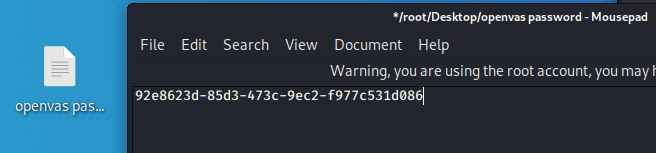 */root/Desktop/openvas password - Mousepad
File Edit Search View Document Help
Warning, you are using the root account, you may h
92e8623d-85d3-473c-9ec2-f977c531d086
openvas pas...